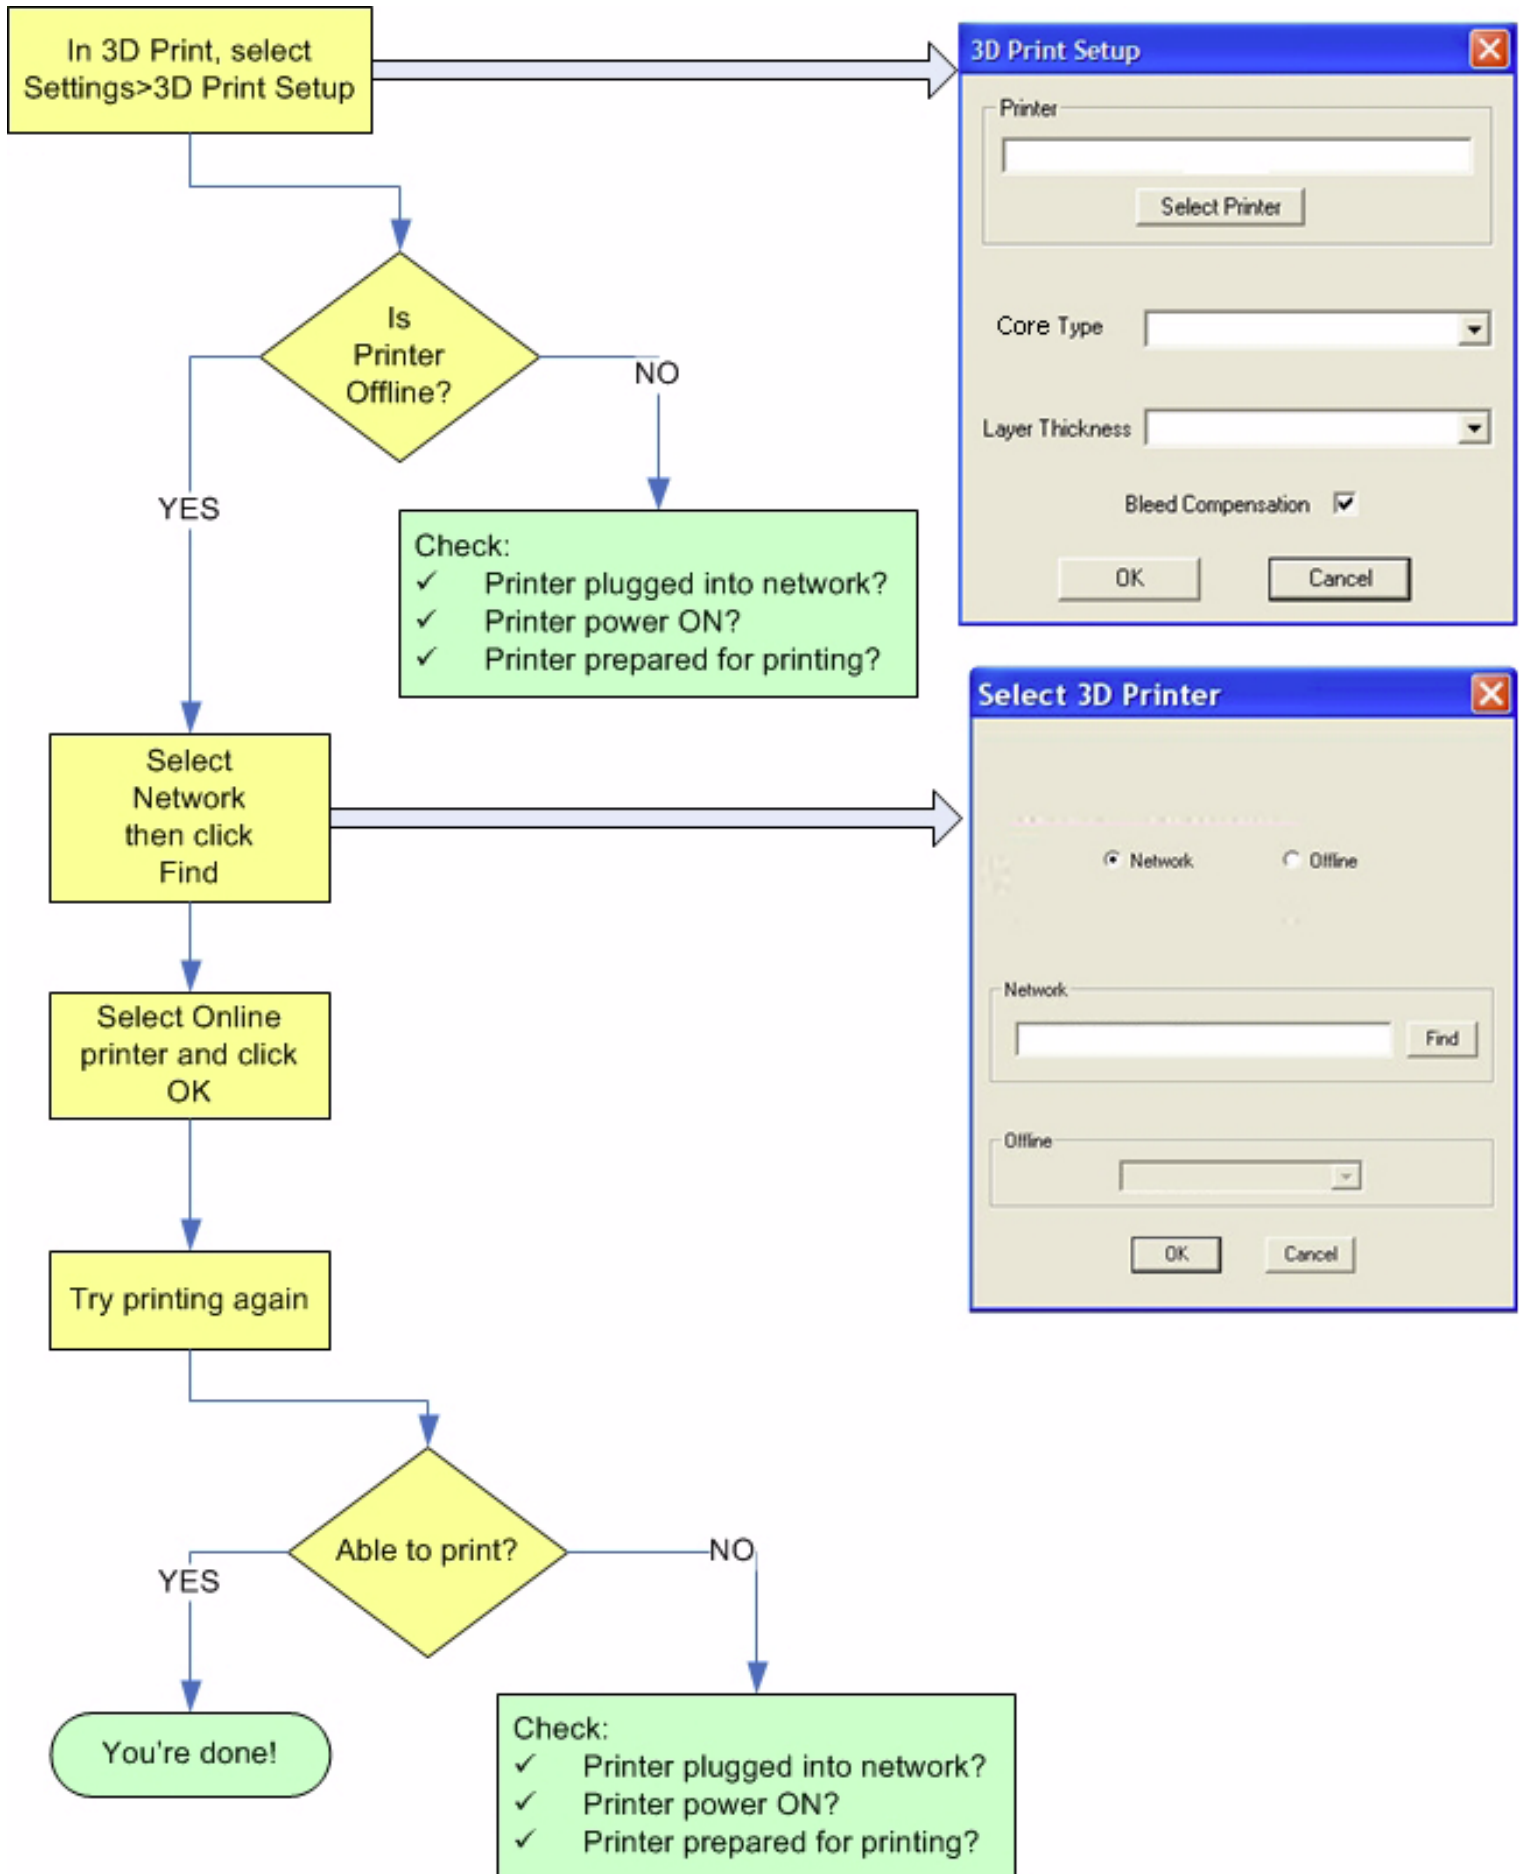 In 3D Print, select
Settings>3D Print Setup
3D Print Setup
Printer
Select Printer
Core Type
Layer Thickness
Bleed Compensation
OK Cancel
Is
Printer
Offline?
NO
YES
Check:
✓ Printer plugged into network?
✓ Printer power ON?
✓ Printer prepared for printing?
Select
Network
then click
Find
Select 3D Printer
Network Offline
Network
Find
Offline
OK Cancel
Select Online
printer and click
OK
Try printing again
Able to print?
NO
YES
You're done!
Check:
✓ Printer plugged into network?
✓ Printer power ON?
✓ Printer prepared for printing?